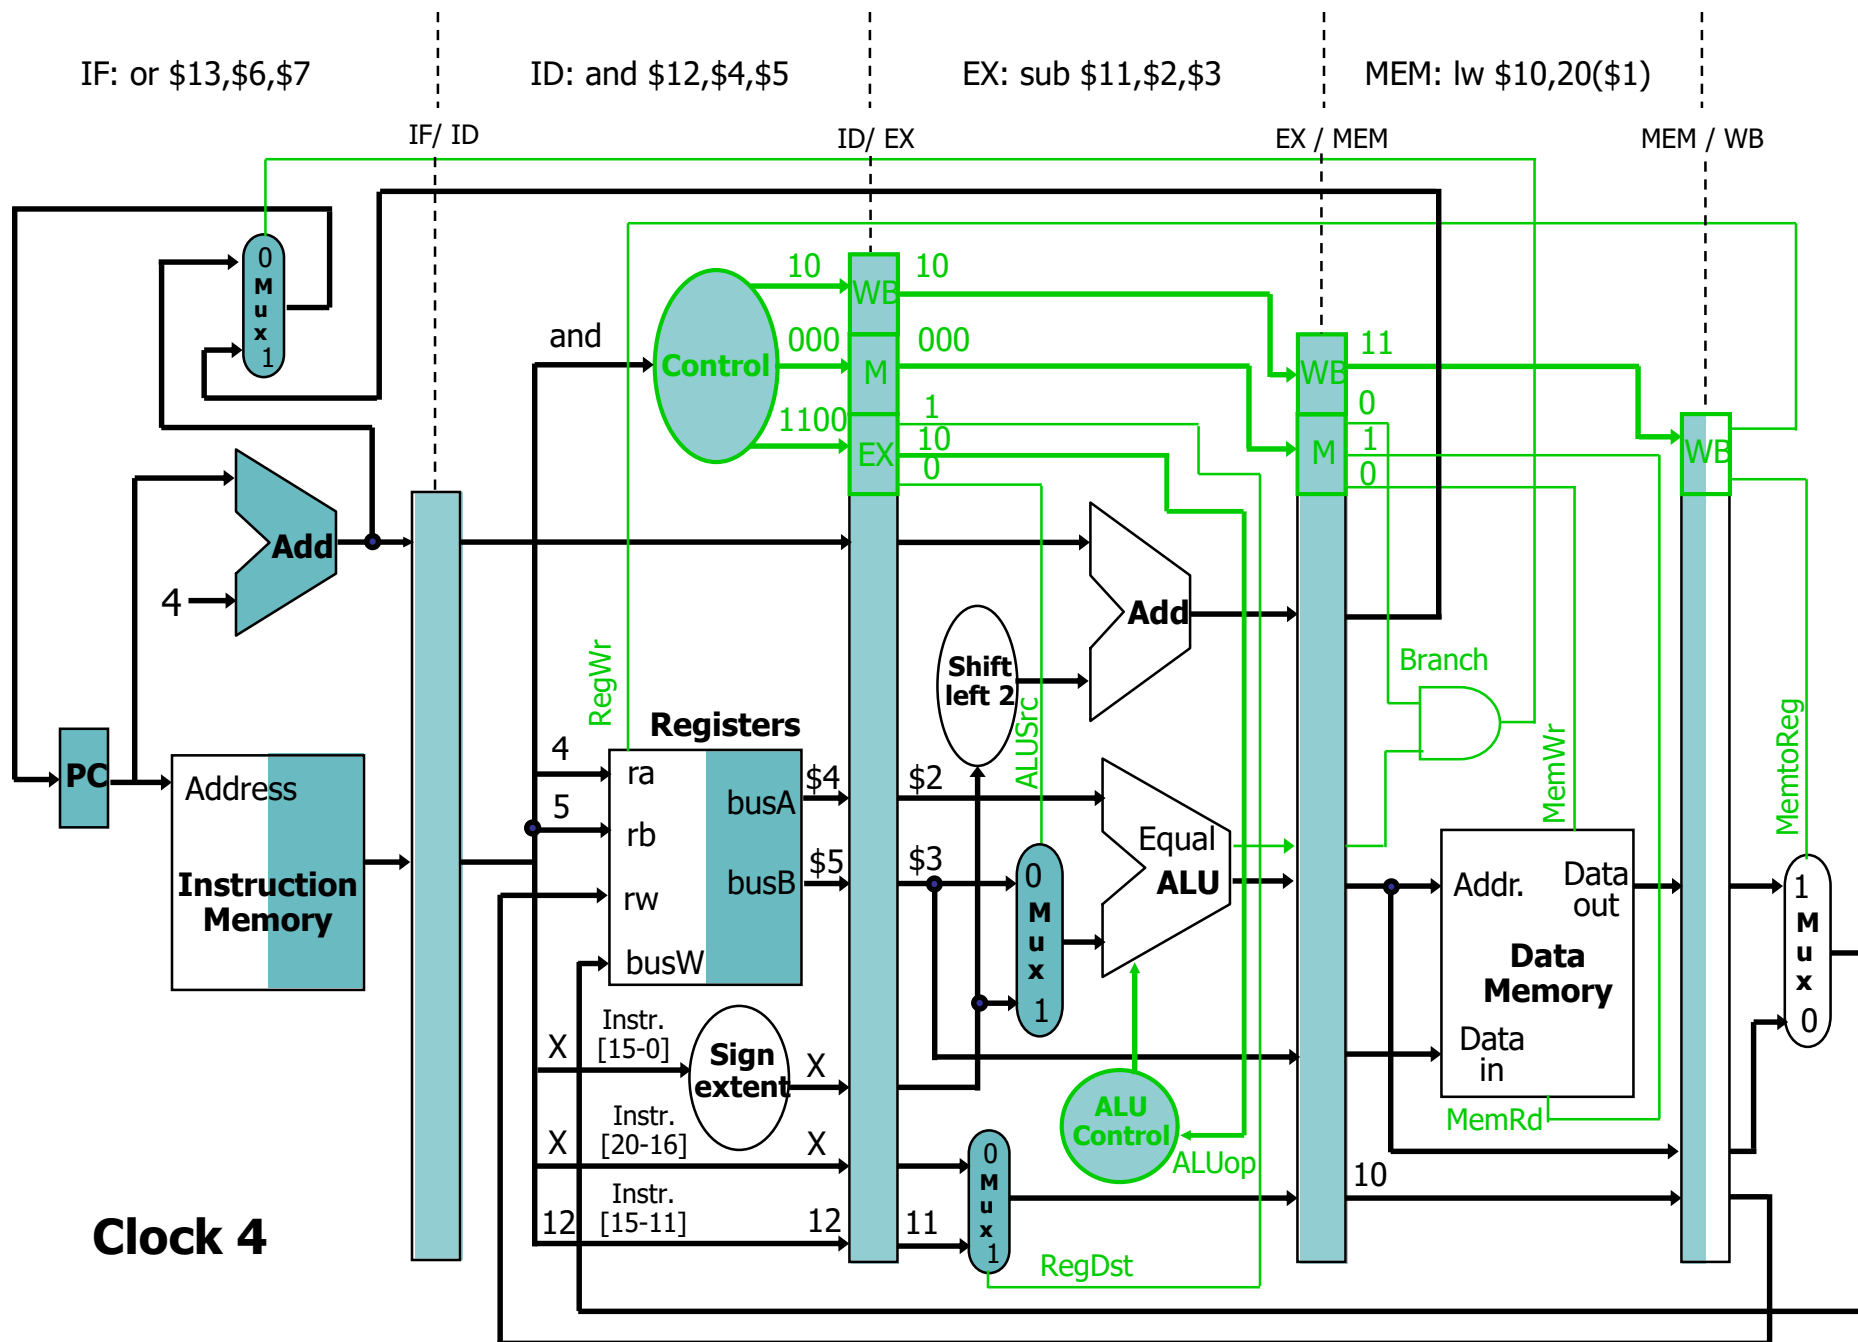 IF: or $13,$6,$7
ID: and $12,$4,$5
EX: sub $11,$2,$3
MEM: lw $10,20($1)
IF/ ID
ID/ EX
EX / MEM
MEM / WB
0
M
u
x
1
10
WB
10
and
Control
000
M
000
1100
EX
1
10
0
WB
11
M
0
1
0
WB
Add
4
Add
Shift
left 2
Branch
RegWr
ALUSrc
MemWr
MemtoReg
PC
Address
Instruction
Memory
Registers
4
ra
5
rb
rw
busW
busA
$4
busB
$5
$2
$3
0
M
u
x
1
Equal
ALU
Addr.
Data
out
Data
Memory
Data
in
MemRd
1
M
u
x
0
X
Instr.
[15-0]
Sign
extent
X
ALU
Control
ALUop
X
Instr.
[20-16]
X
12
Instr.
[15-11]
12
11
0
M
u
x
1
RegDst
10
Clock 4